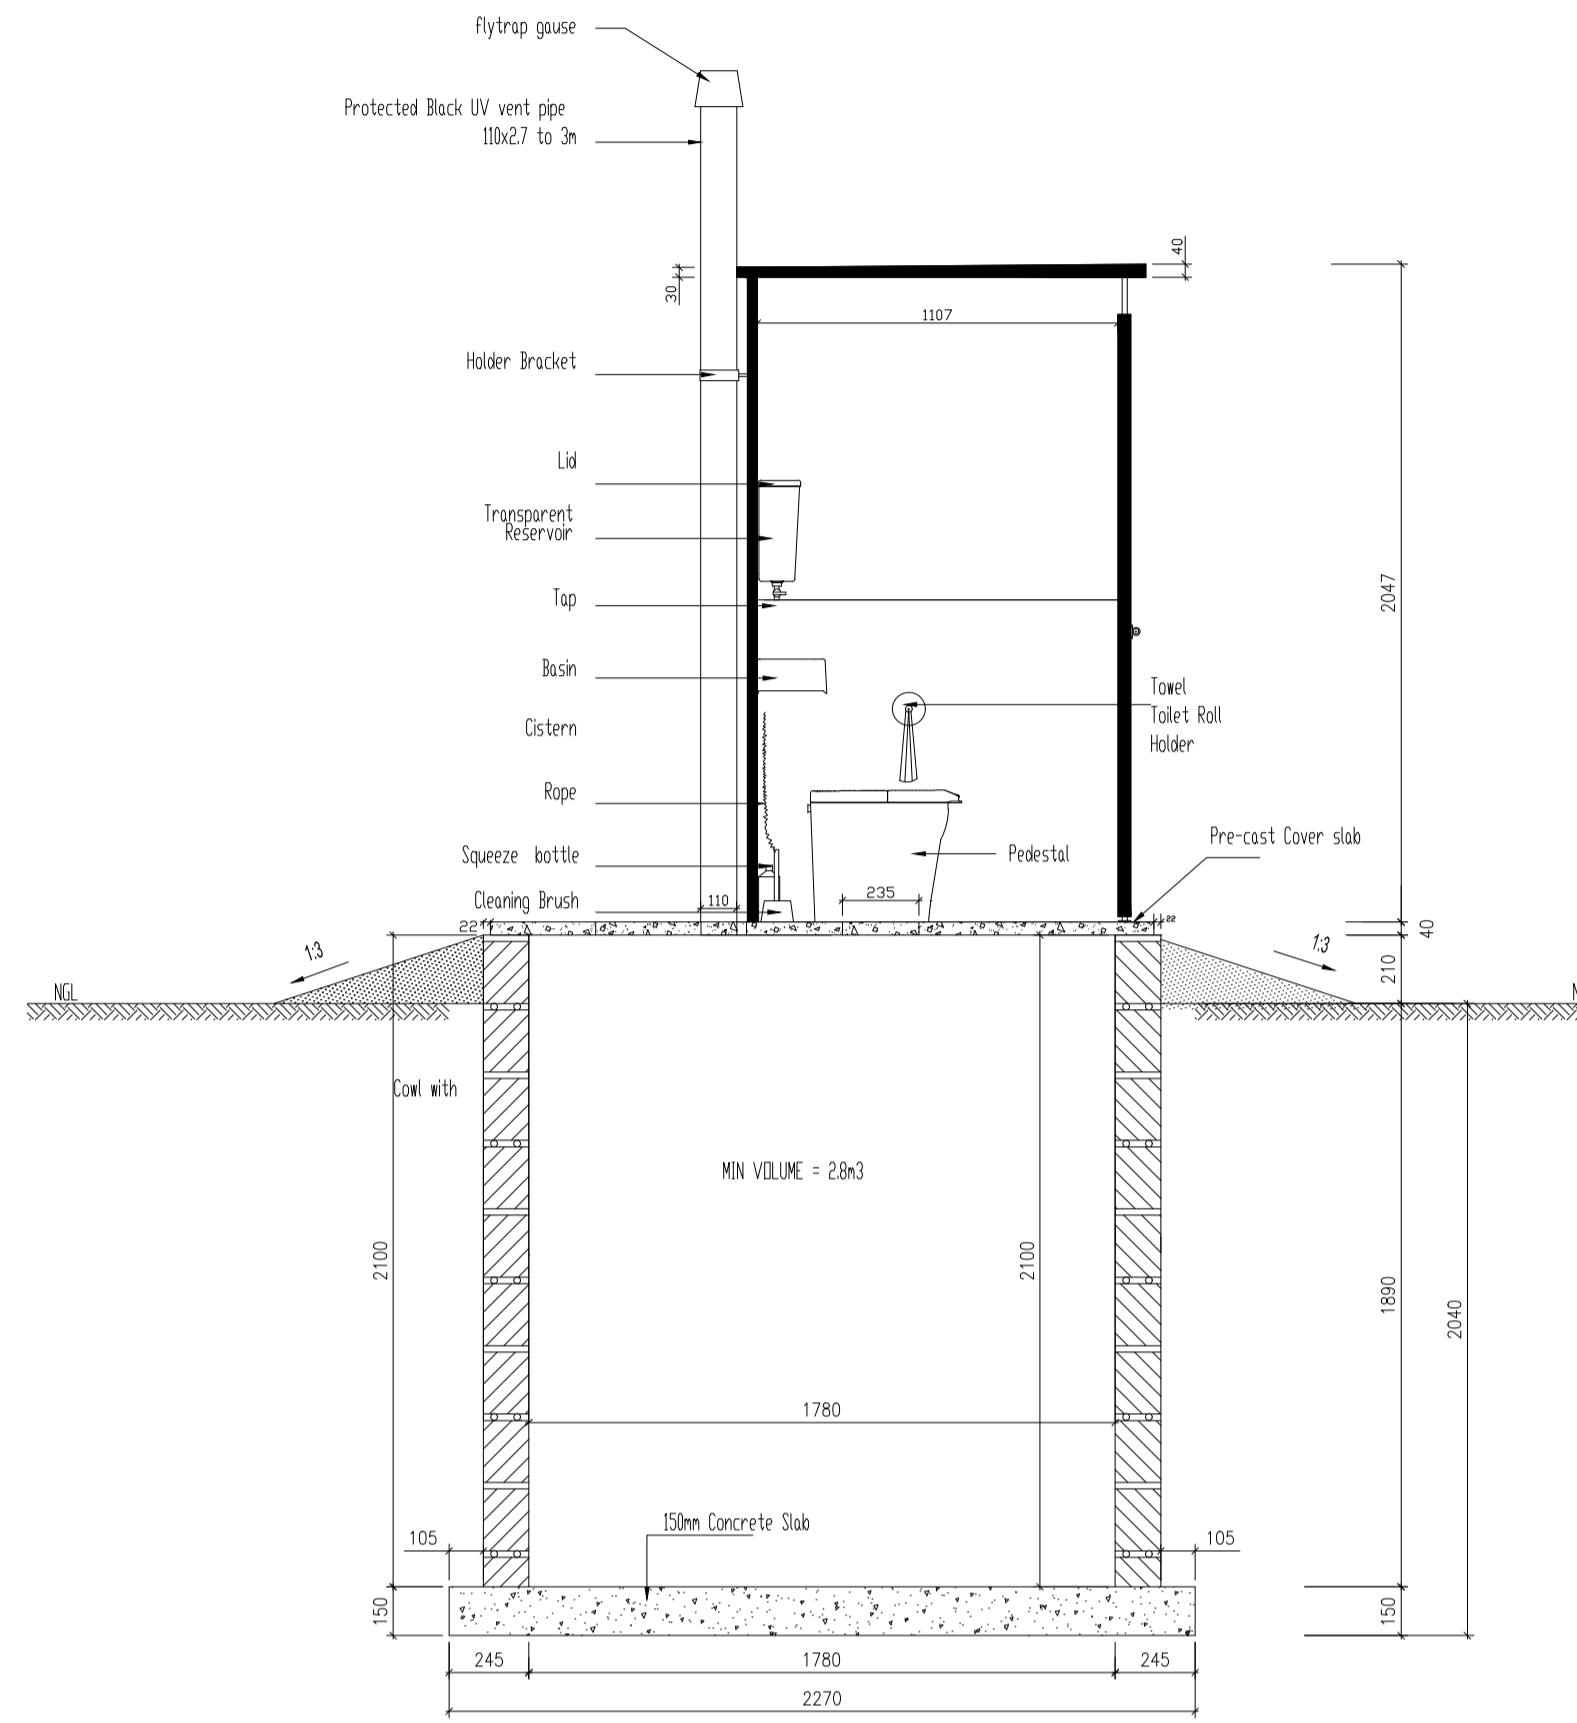 flytrap gause
Protected Black UV vent pipe
110x2.7 to 3m
40
30
1107
Holder Bracket
Lid
Transparent
Reservoir
Tap
2047
Basin
Towel
Toilet Roll
Holder
Cistern
Rope
Pre-cast Cover slab
Squeeze bottle
Pedestal
Cleaning Brush
110
235
22
22
40
1:3
1:3
210
NGL
N
Cowl with
MIN VOLUME = 2.8m3
2100
2100
1890
2040
1780
150mm Concrete Slab
105
105
150
150
245
1780
245
2270